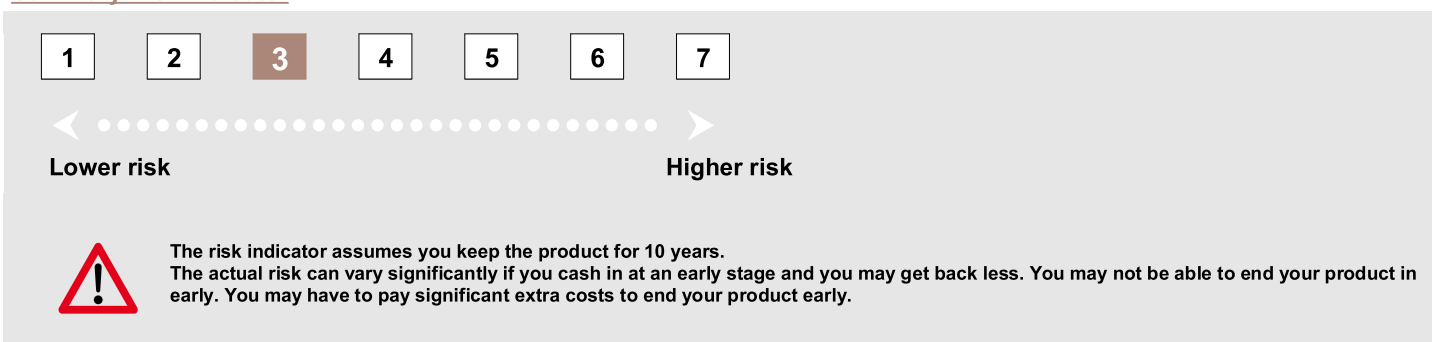 1 2 3 4 5 6 7
Lower risk Higher risk
The risk indicator assumes you keep the product for 10 years.
The actual risk can vary significantly if you cash in at an early stage and you may get back less. You may not be able to end your product in
early. You may have to pay significant extra costs to end your product early.